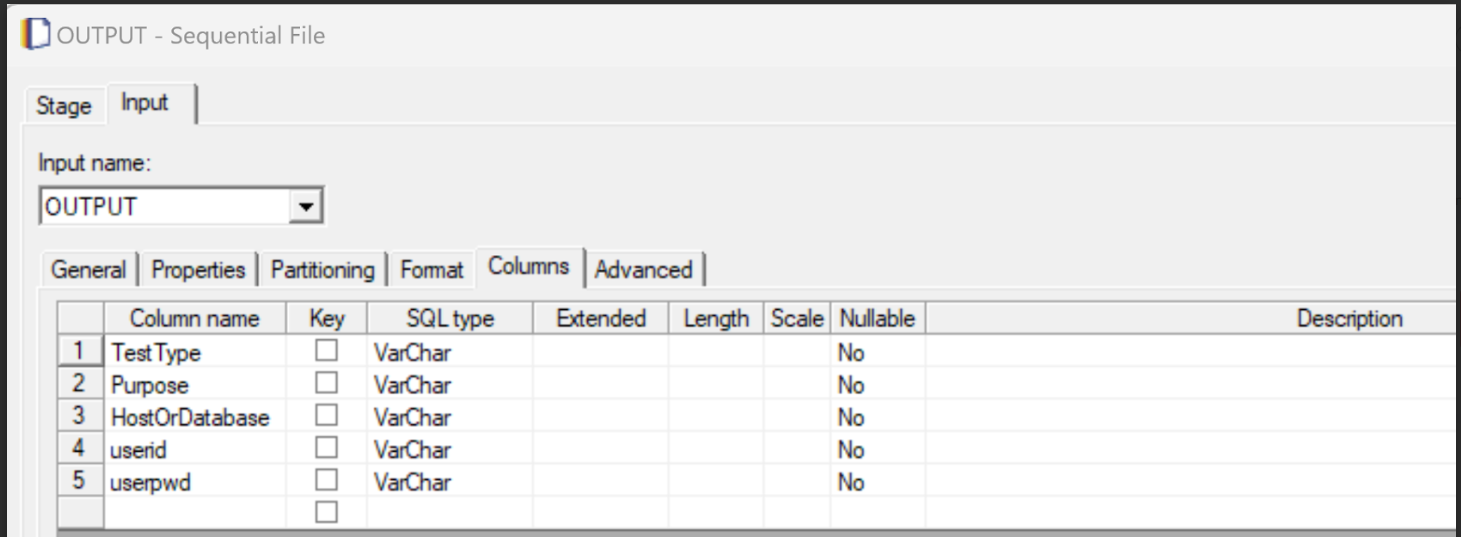 OUTPUT - Sequential File
Stage Input
Input name:
OUTPUT
General Properties Partitioning Format Columns Advanced
Column name Key SQL type Extended Length Scale Nullable Description
1 TestType VarChar No
2 Purpose VarChar No
3 HostOrDatabase VarChar No
4 userid VarChar No
5 userpwd VarChar No